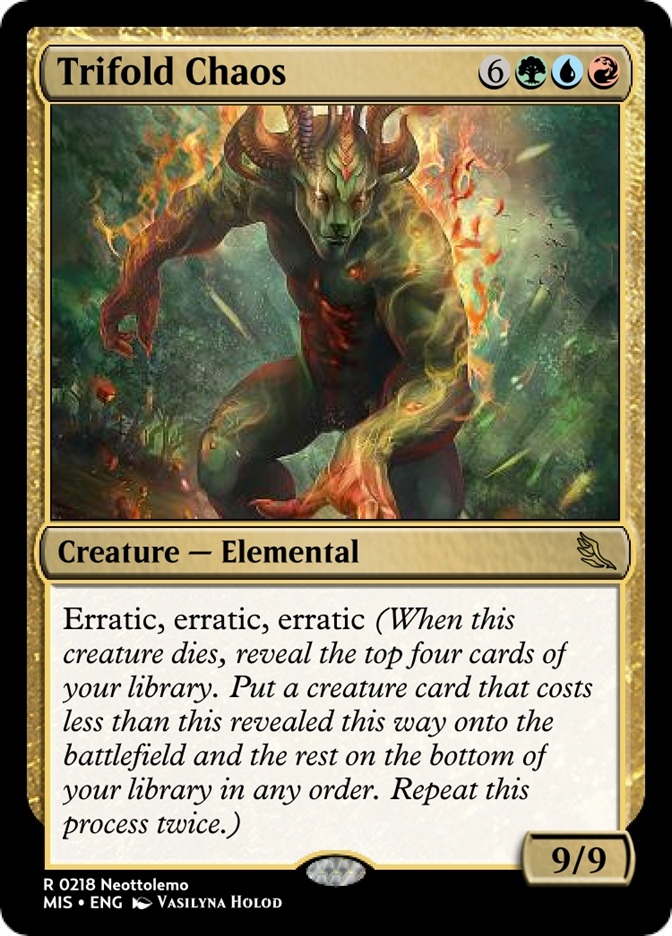 Trifold Chaos 6
Creature — Elemental
Erratic, erratic, erratic (When this
creature dies, reveal the top four cards of
your library. Put a creature card that costs
less than this revealed this way onto the
battlefield and the rest on the bottom of
your library in any order. Repeat this
process twice.)
9/9
R 0218 Neottolemo
MIS • ENG Vasilyna Holod